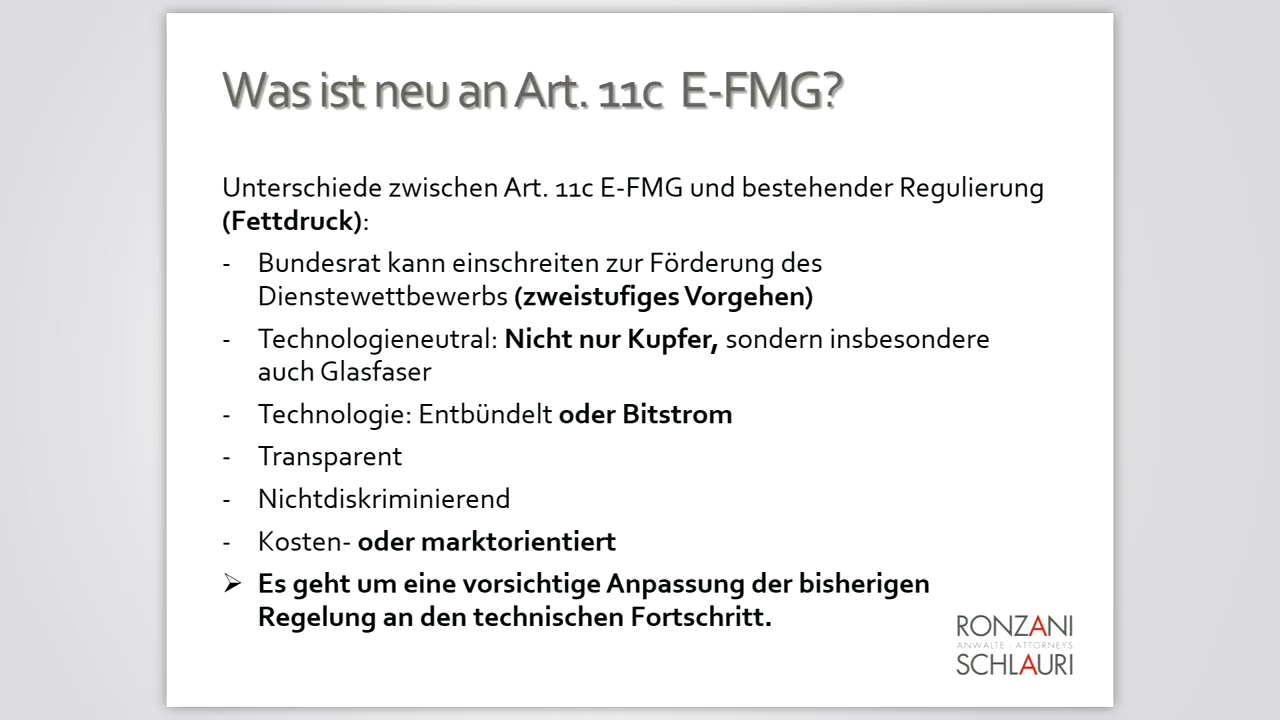 Was ist neu an Art. 11c E-FMG?
Unterschiede zwischen Art. 11c E-FMG und bestehender Regulierung
(Fettdruck):
- Bundesrat kann einschreiten zur Förderung des
Dienstewettbewerbs (zweistufiges Vorgehen)
- Technologieneutral: Nicht nur Kupfer, sondern insbesondere
auch Glasfaser
- Technologie: Entbündelt oder Bitstrom
- Transparent
- Nichtdiskriminierend
- Kosten- oder marktorientiert
➢ Es geht um eine vorsichtige Anpassung der bisherigen
Regelung an den technischen Fortschritt.
RONZANI
ANWALTE - ATTORNEYS
SCHLAURI